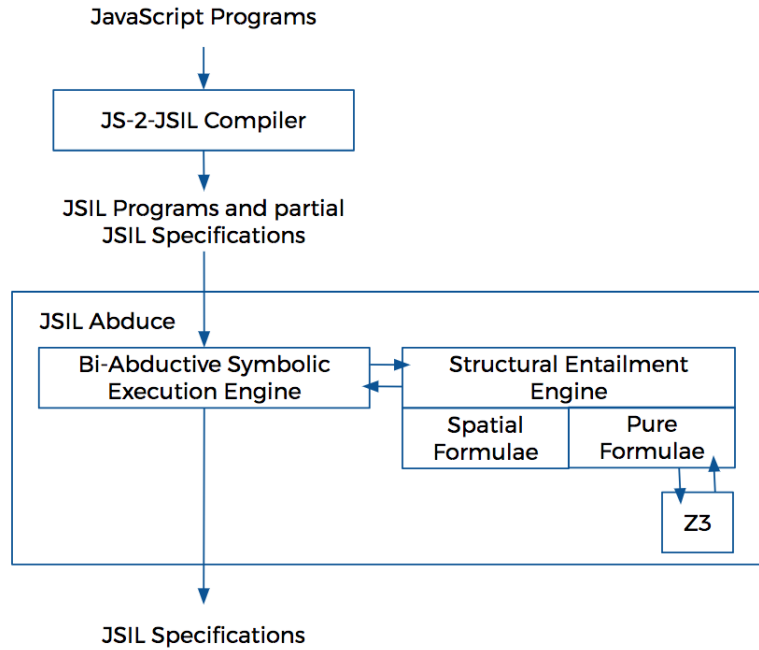 JavaScript Programs
JS-2-JSIL Compiler
JSIL Programs and partial
JSIL Specifications
JSIL Abduce
Bi-Abductive Symbolic
Execution Engine
Structural Entailment
Engine
Spatial
Formulae
Pure
Formulae
Z3
JSIL Specifications